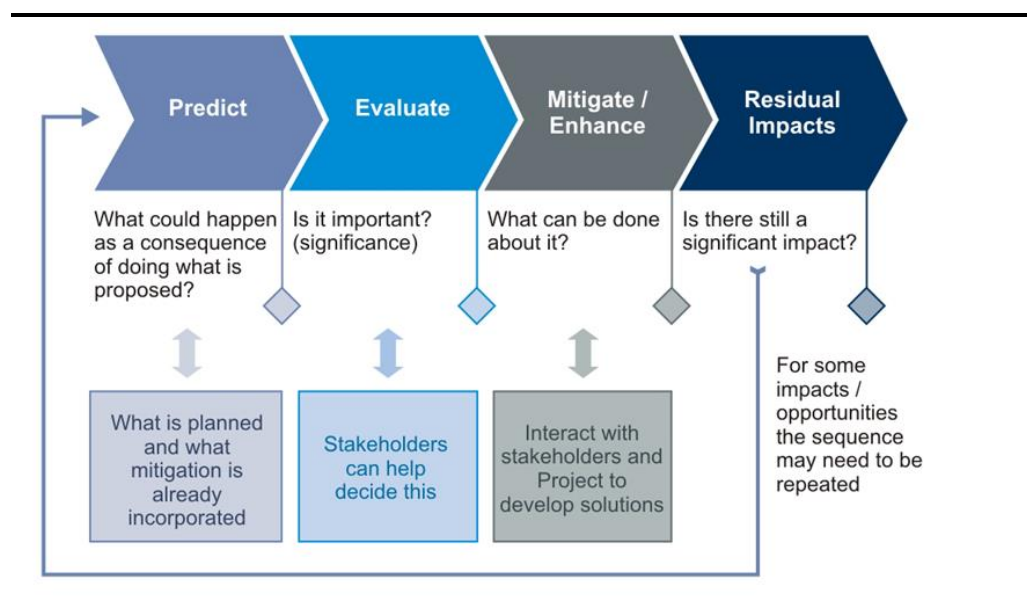 Predict
Evaluate
Mitigate /
Enhance
Residual
Impacts
What could happen
as a consequence
of doing what is
proposed?
Is it important?
(significance)
What can be done
about it?
Is there still a
significant impact?
What is planned
and what
mitigation is
already
incorporated
Stakeholders
can help
decide this
Interact with
stakeholders and
Project to
develop solutions
For some
impacts /
opportunities
the sequence
may need to be
repeated